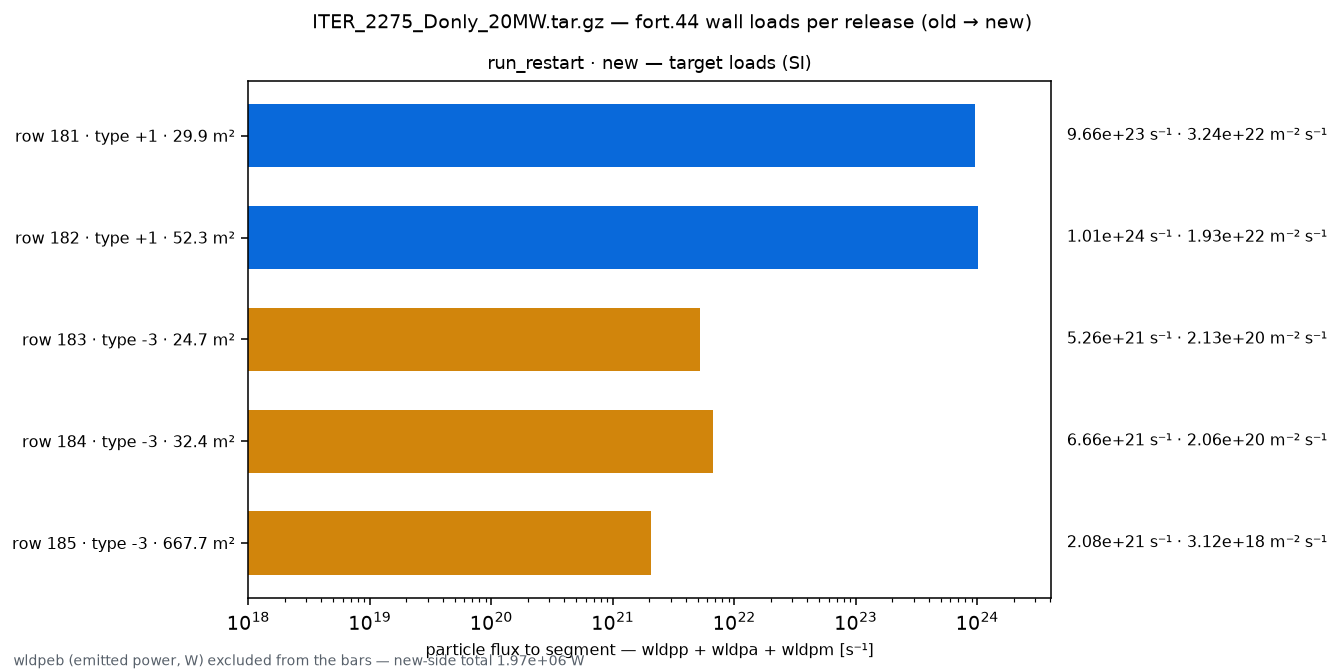 ITER_2275_Donly_20MW.tar.gz — fort.44 wall loads per release (old → new)
run_restart · new — target loads (SI)
row 181 · type +1 · 29.9 m² 9.66e+23 s⁻¹ · 3.24e+22 m⁻² s⁻¹
row 182 · type +1 · 52.3 m² 1.01e+24 s⁻¹ · 1.93e+22 m⁻² s⁻¹
row 183 · type -3 · 24.7 m² 5.26e+21 s⁻¹ · 2.13e+20 m⁻² s⁻¹
row 184 · type -3 · 32.4 m² 6.66e+21 s⁻¹ · 2.06e+20 m⁻² s⁻¹
row 185 · type -3 · 667.7 m² 2.08e+21 s⁻¹ · 3.12e+18 m⁻² s⁻¹
10¹⁸ 10¹⁹ 10²⁰ 10²¹ 10²² 10²³ 10²⁴
particle flux to segment — wldpp + wldpa + wldpm [s⁻¹]
wldpeb (emitted power, W) excluded from the bars — new-side total 1.97e+06 W